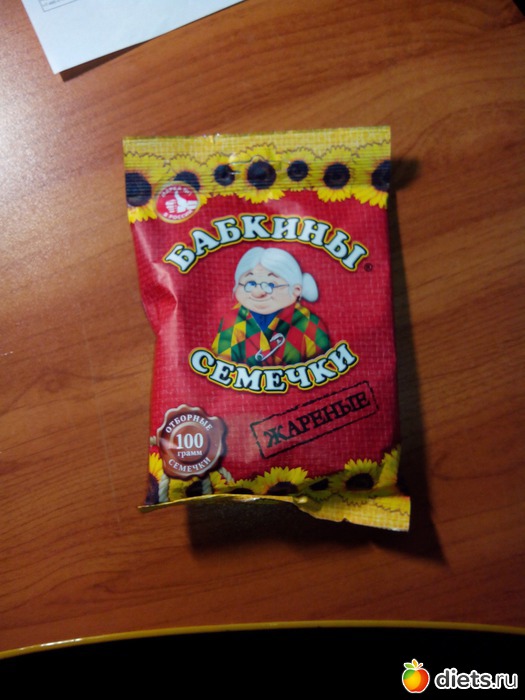 БАБКИНЫ
®
СЕМЕЧКИ
ЖАРЕНЫЕ
ОТБОРНЫЕ
100
грамм
СЕМЕЧКИ
diets.ru